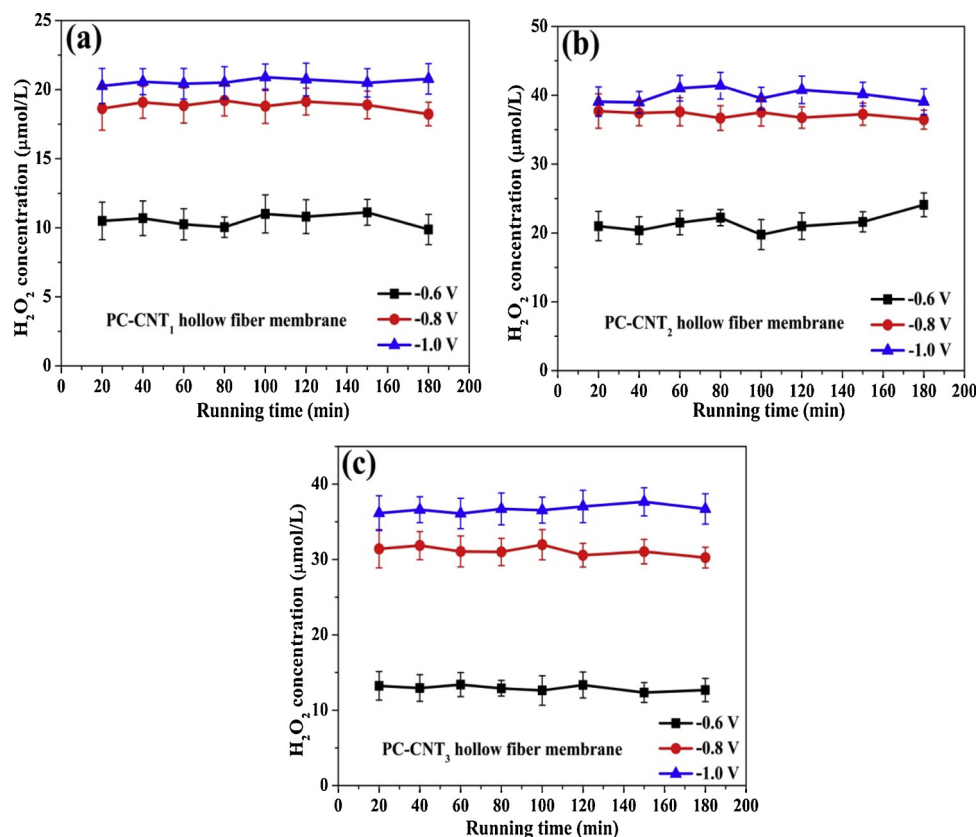 (a)
H₂O₂ concentration (μmol/L)
25
20
15
10
5
0
-0.6 V
-0.8 V
-1.0 V
PC-CNT₁ hollow fiber membrane
0 20 40 60 80 100 120 140 160 180 200
Running time (min)
(b)
H₂O₂ concentration (μmol/L)
50
40
30
20
10
0
-0.6 V
-0.8 V
-1.0 V
PC-CNT₂ hollow fiber membrane
0 20 40 60 80 100 120 140 160 180 200
Running time (min)
(c)
H₂O₂ concentration (μmol/L)
40
30
20
10
0
-0.6 V
-0.8 V
-1.0 V
PC-CNT₃ hollow fiber membrane
0 20 40 60 80 100 120 140 160 180 200
Running time (min)